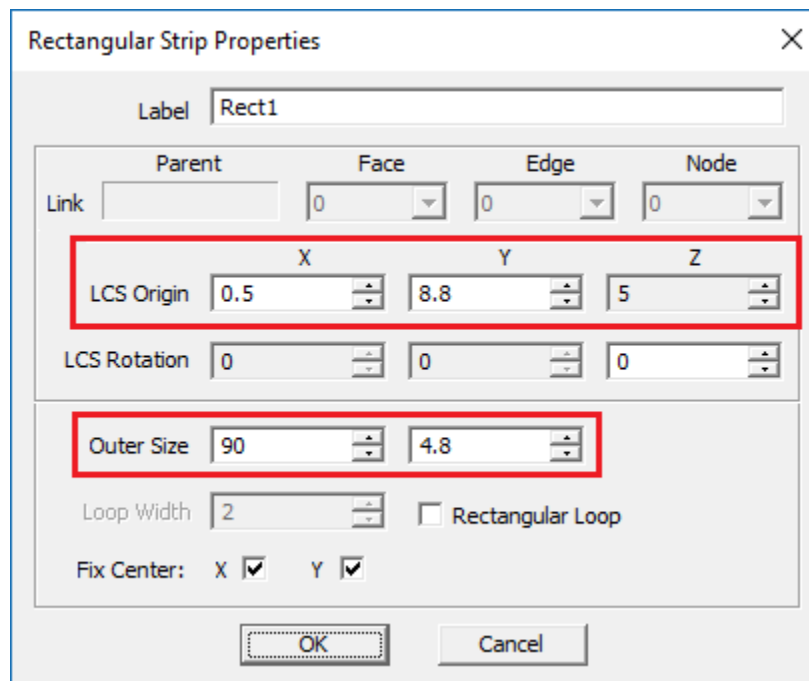 Rectangular Strip Properties
Label Rect1
Parent Face Edge Node
Link 0 0 0
X Y Z
LCS Origin 0.5 8.8 5
LCS Rotation 0 0 0
Outer Size 90 4.8
Loop Width 2 Rectangular Loop
Fix Center: X Y
OK Cancel